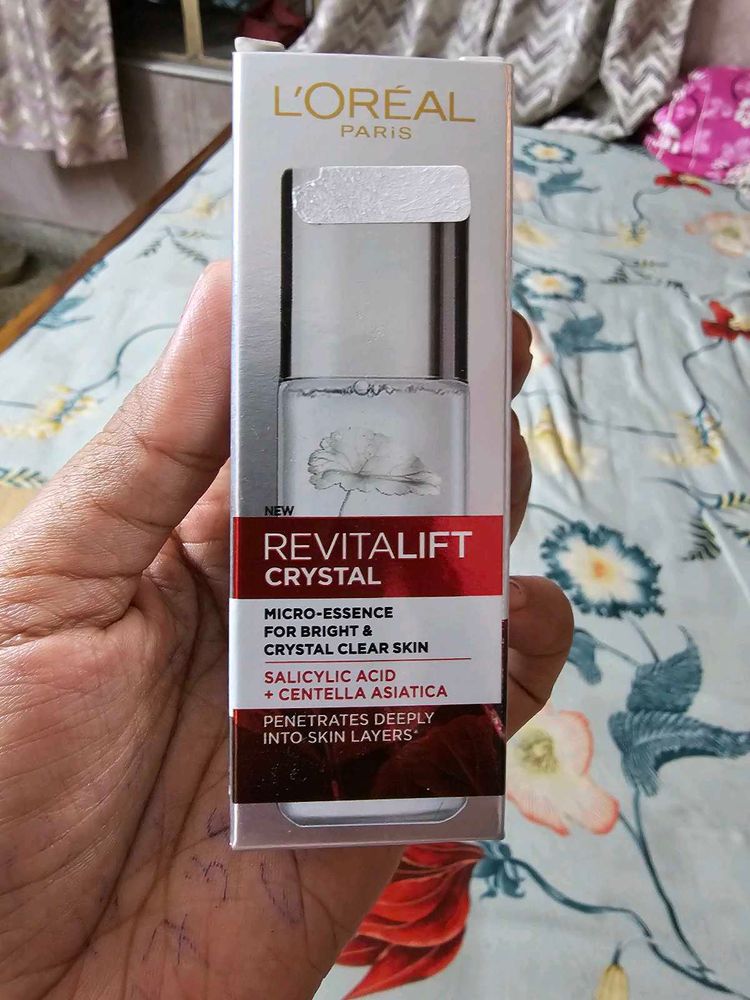 L'ORÉAL
PARiS
NEW
REVITALIFT
CRYSTAL
MICRO-ESSENCE
FOR BRIGHT &
CRYSTAL CLEAR SKIN
SALICYLIC ACID
+ CENTELLA ASIATICA
PENETRATES DEEPLY
INTO SKIN LAYERS*